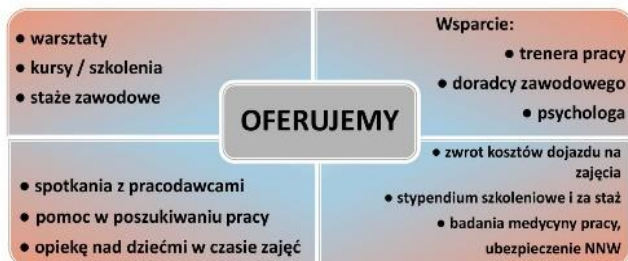 ● warsztaty
● kursy / szkolenia
● staże zawodowe
Wsparcie:
● trenera pracy
● doradcy zawodowego
● psychologa
OFERUJEMY
● spotkania z pracodawcami
● pomoc w poszukiwaniu pracy
● opiekę nad dziećmi w czasie zajęć
● zwrot kosztów dojazdu na
zajęcia
● stypendium szkoleniowe i za staż
● badania medycyny pracy,
ubezpieczenie NNW